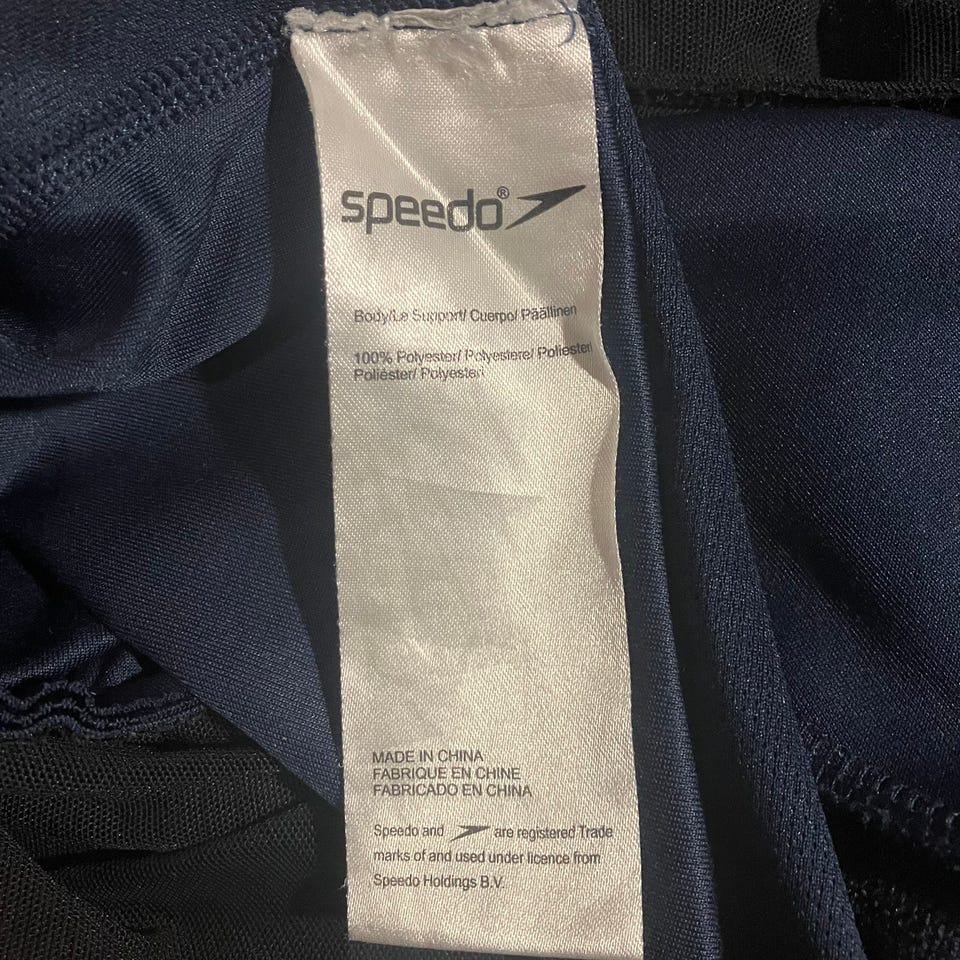 speedo®
Body/Le Support/ Cuerpo/ Päällinen
100% Polyester/ Polyestere/ Poliesteri
Poliéster/ Polyesteri
MADE IN CHINA
FABRIQUE EN CHINE
FABRICADO EN CHINA
Speedo and are registered Trade
marks of and used under licence from
Speedo Holdings B.V.